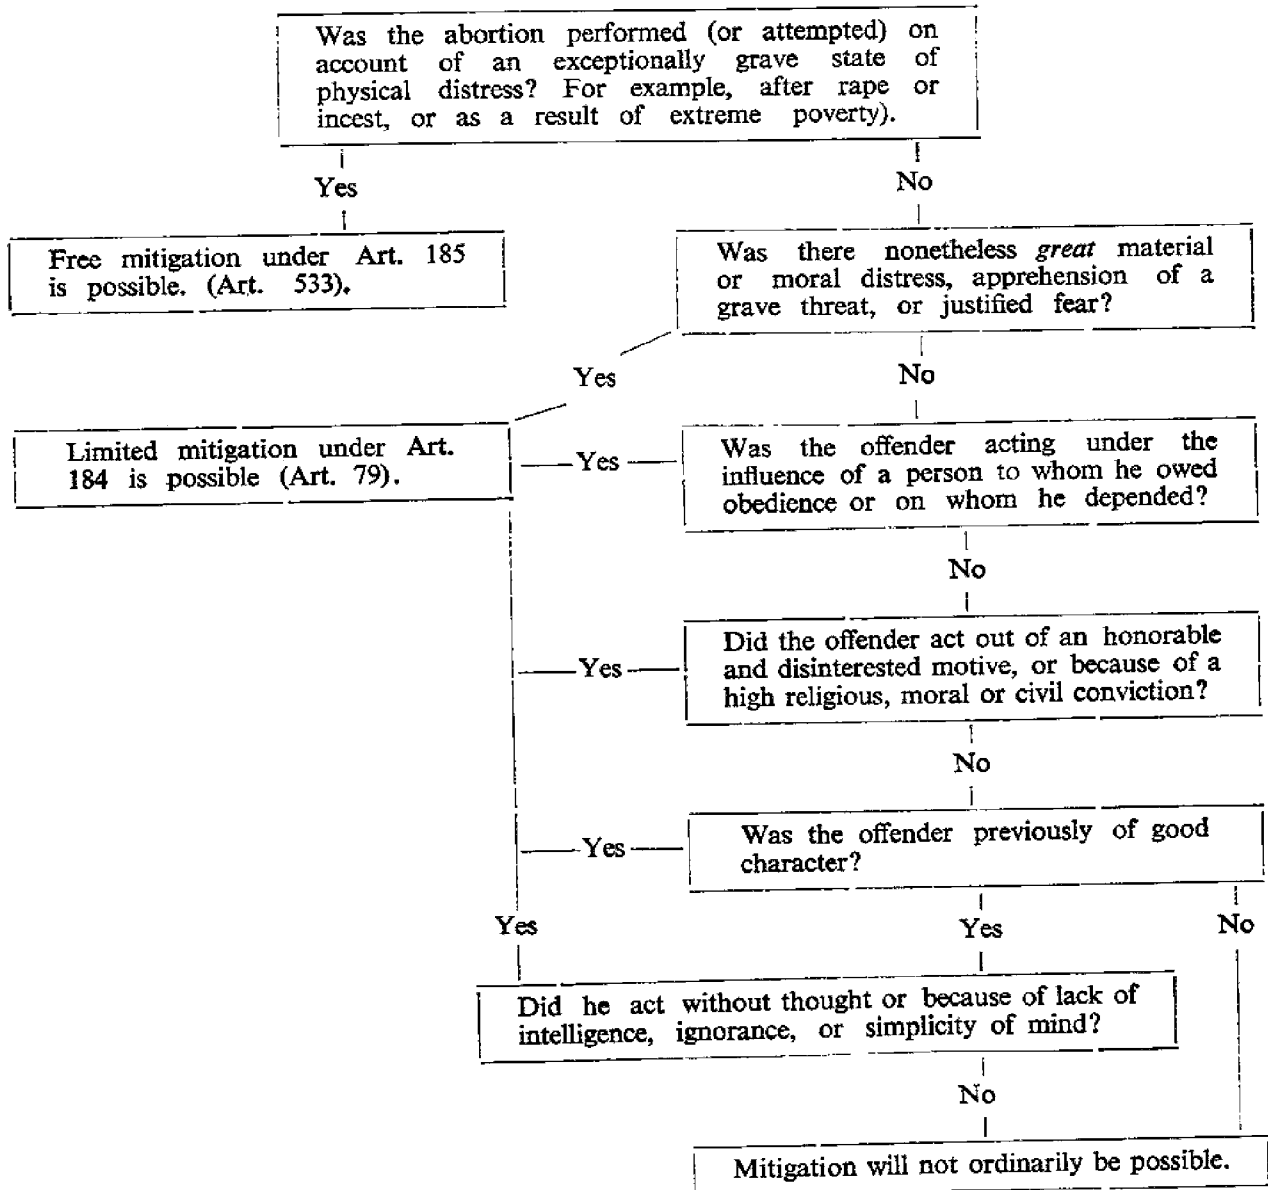 Was the abortion performed (or attempted) on
account of an exceptionally grave state of
physical distress? For example, after rape or
incest, or as a result of extreme poverty).
Yes
No
Free mitigation under Art. 185
is possible. (Art. 533).
Was there nonetheless great material
or moral distress, apprehension of a
grave threat, or justified fear?
Yes
No
Limited mitigation under Art.
184 is possible (Art. 79).
Yes
Was the offender acting under the
influence of a person to whom he owed
obedience or on whom he depended?
No
Yes
Did the offender act out of an honorable
and disinterested motive, or because of a
high religious, moral or civil conviction?
No
Yes
Was the offender previously of good
character?
Yes
Yes
No
Did he act without thought or because of lack of
intelligence, ignorance, or simplicity of mind?
No
Mitigation will not ordinarily be possible.